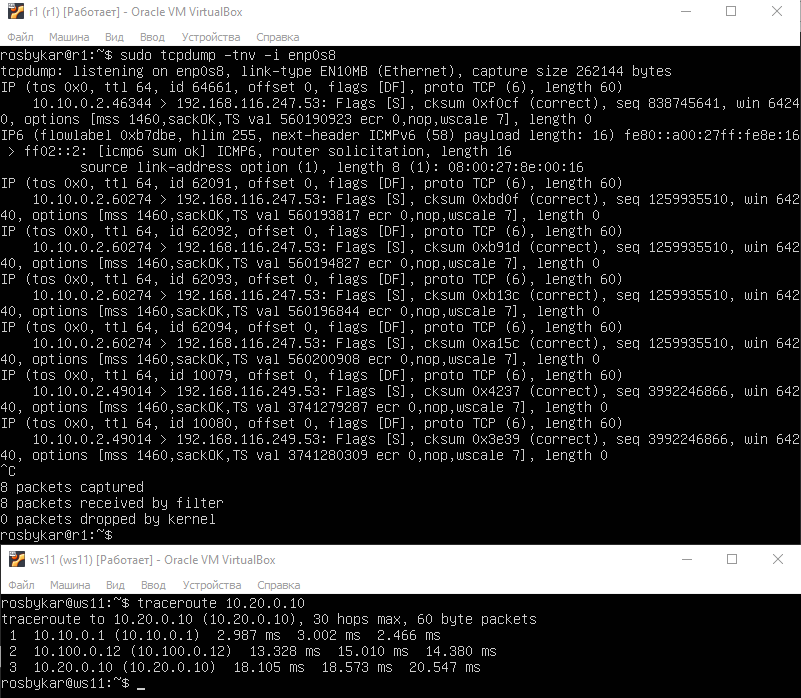 r1 (r1) [Работает] - Oracle VM VirtualBox
Файл Машина Вид Ввод Устройства Справка
rosbykar@r1:~$ sudo tcpdump -tnv -i enp0s8
tcpdump: listening on enp0s8, link-type EN10MB (Ethernet), capture size 262144 bytes
IP (tos 0x0, ttl 64, id 64661, offset 0, flags [DF], proto TCP (6), length 60)
    10.10.0.2.46344 > 192.168.116.247.53: Flags [S], cksum 0xf0cf (correct), seq 838745641, win 6424
0, options [mss 1460,sackOK,TS val 560190923 ecr 0,nop,wscale 7], length 0
IP6 (flowlabel 0xb7dbe, hlim 255, next-header ICMPv6 (58) payload length: 16) fe80::a00:27ff:fe8e:16
 > ff02::2: [icmp6 sum ok] ICMP6, router solicitation, length 16
          source link-address option (1), length 8 (1): 08:00:27:8e:00:16
IP (tos 0x0, ttl 64, id 62091, offset 0, flags [DF], proto TCP (6), length 60)
    10.10.0.2.60274 > 192.168.116.247.53: Flags [S], cksum 0xbd0f (correct), seq 1259935510, win 642
40, options [mss 1460,sackOK,TS val 560193817 ecr 0,nop,wscale 7], length 0
IP (tos 0x0, ttl 64, id 62092, offset 0, flags [DF], proto TCP (6), length 60)
    10.10.0.2.60274 > 192.168.116.247.53: Flags [S], cksum 0xb91d (correct), seq 1259935510, win 642
40, options [mss 1460,sackOK,TS val 560194827 ecr 0,nop,wscale 7], length 0
IP (tos 0x0, ttl 64, id 62093, offset 0, flags [DF], proto TCP (6), length 60)
    10.10.0.2.60274 > 192.168.116.247.53: Flags [S], cksum 0xb13c (correct), seq 1259935510, win 642
40, options [mss 1460,sackOK,TS val 560196844 ecr 0,nop,wscale 7], length 0
IP (tos 0x0, ttl 64, id 62094, offset 0, flags [DF], proto TCP (6), length 60)
    10.10.0.2.60274 > 192.168.116.247.53: Flags [S], cksum 0xa15c (correct), seq 1259935510, win 642
40, options [mss 1460,sackOK,TS val 560200908 ecr 0,nop,wscale 7], length 0
IP (tos 0x0, ttl 64, id 10079, offset 0, flags [DF], proto TCP (6), length 60)
    10.10.0.2.49014 > 192.168.116.249.53: Flags [S], cksum 0x4237 (correct), seq 3992246866, win 642
40, options [mss 1460,sackOK,TS val 3741279287 ecr 0,nop,wscale 7], length 0
IP (tos 0x0, ttl 64, id 10080, offset 0, flags [DF], proto TCP (6), length 60)
    10.10.0.2.49014 > 192.168.116.249.53: Flags [S], cksum 0x3e39 (correct), seq 3992246866, win 642
40, options [mss 1460,sackOK,TS val 3741280309 ecr 0,nop,wscale 7], length 0
^C
8 packets captured
8 packets received by filter
0 packets dropped by kernel
rosbykar@r1:~$
ws11 (ws11) [Работает] - Oracle VM VirtualBox
Файл Машина Вид Ввод Устройства Справка
rosbykar@ws11:~$ traceroute 10.20.0.10
traceroute to 10.20.0.10 (10.20.0.10), 30 hops max, 60 byte packets
 1  10.10.0.1 (10.10.0.1)  2.987 ms  3.002 ms  2.466 ms
 2  10.100.0.12 (10.100.0.12)  13.328 ms  15.010 ms  14.380 ms
 3  10.20.0.10 (10.20.0.10)  18.105 ms  18.573 ms  20.547 ms
rosbykar@ws11:~$ _